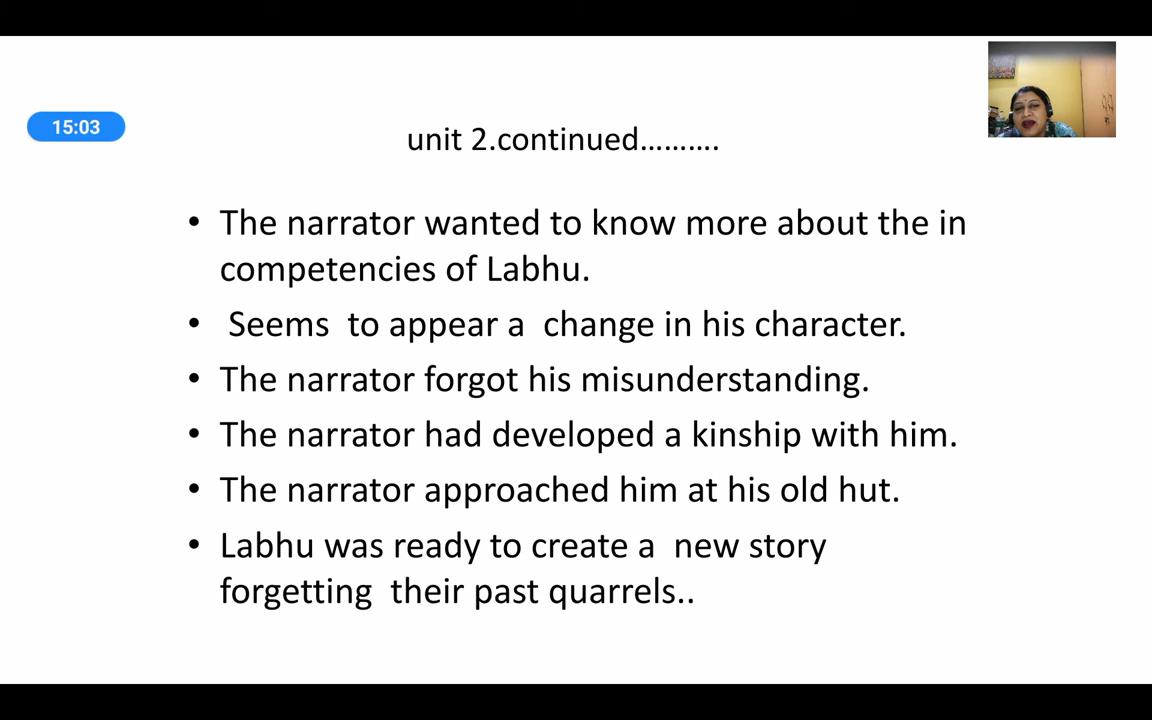 15:03
unit 2.continued……….
• The narrator wanted to know more about the in
competencies of Labhu.
• Seems to appear a change in his character.
• The narrator forgot his misunderstanding.
• The narrator had developed a kinship with him.
• The narrator approached him at his old hut.
• Labhu was ready to create a new story
forgetting their past quarrels..